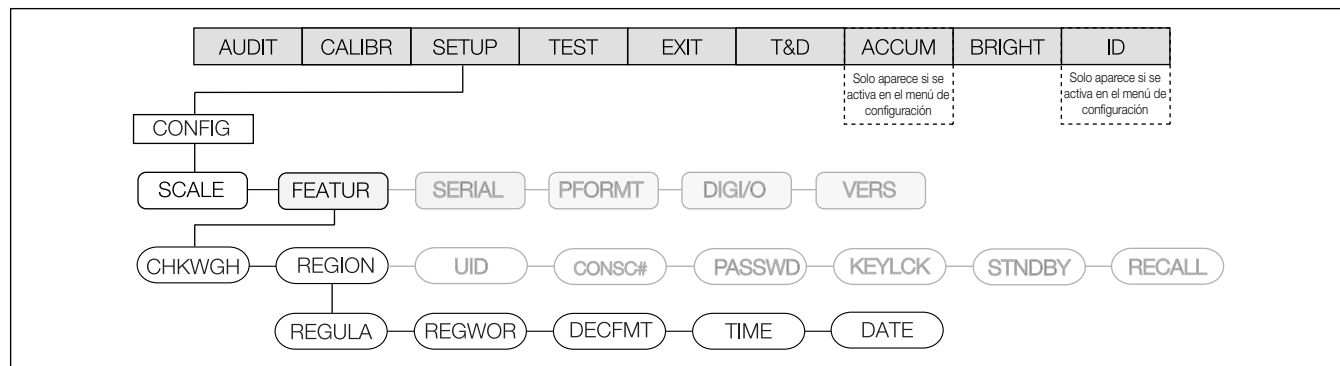 AUDIT CALIBR SETUP TEST EXIT T&D ACCUM BRIGHT ID
Solo aparece si se
activa en el menú de
configuración
Solo aparece si se
activa en el menú de
configuración
CONFIG
SCALE FEATUR SERIAL PFORMT DIGI/O VERS
CHKWGH REGION UID CONSC# PASSWD KEYLCK STNDBY RECALL
REGULA REGWOR DECFMT TIME DATE